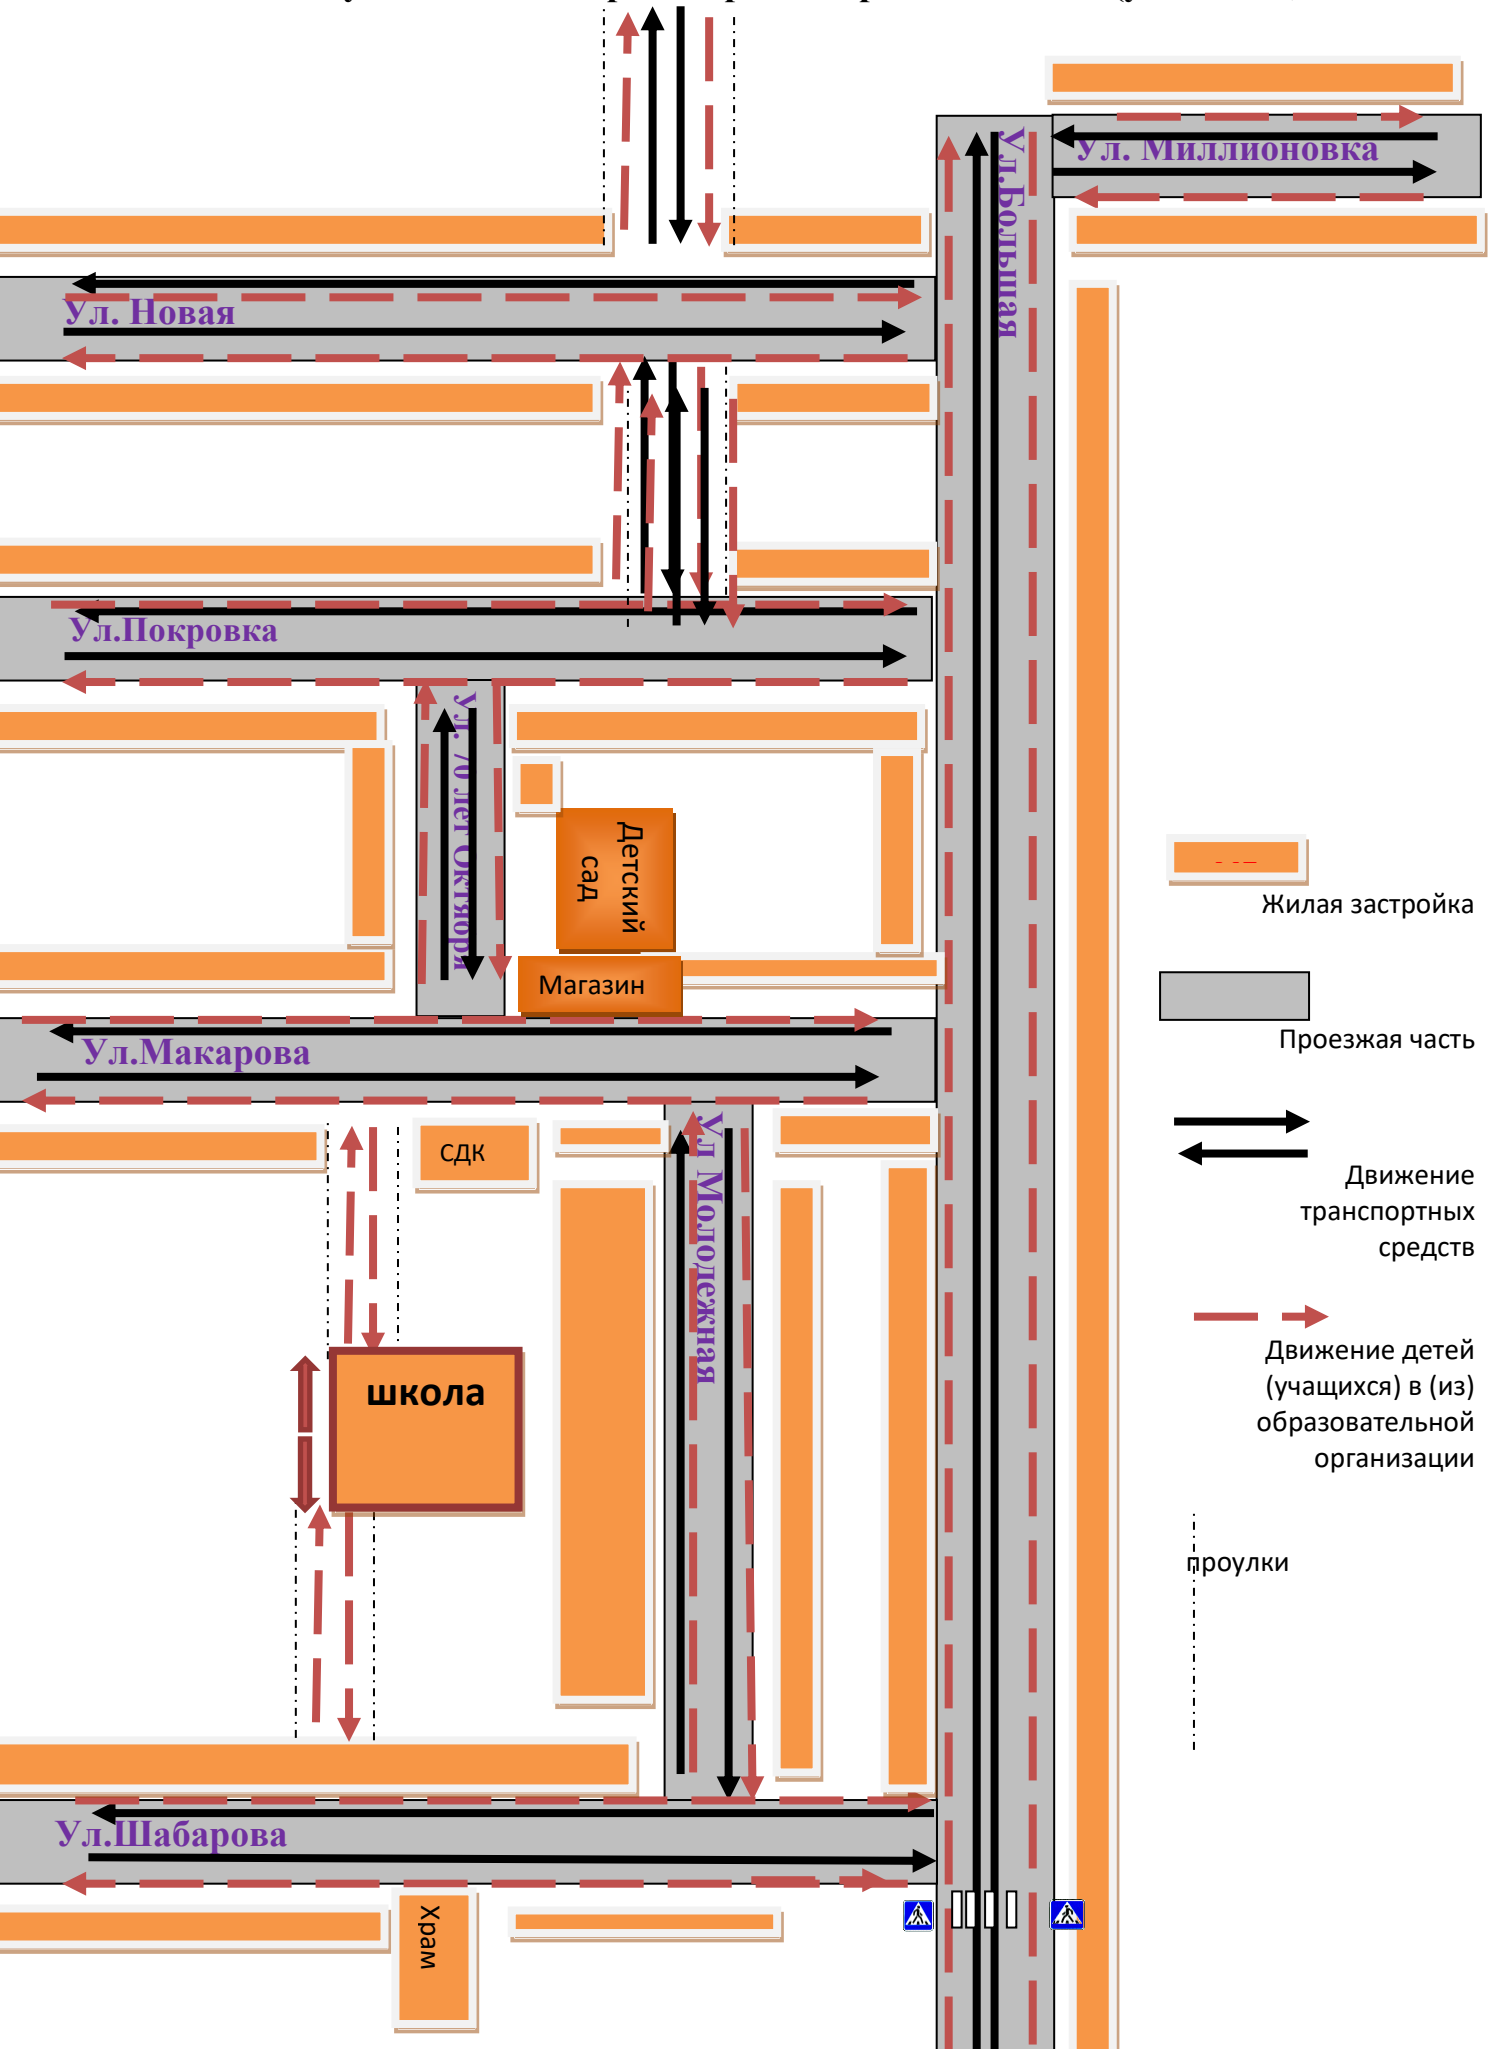 Ул. Миллионовка
Ул.Большая
Ул. Новая
Ул.Покровка
Ул. 70 лет Октября
Детский
сад
Магазин
Жилая застройка
Проезжая часть
Ул.Макарова
СДК
Ул Молодежная
Движение
транспортных
средств
школа
Движение детей
(учащихся) в (из)
образовательной
организации
проулки
Ул.Шабарова
Храм